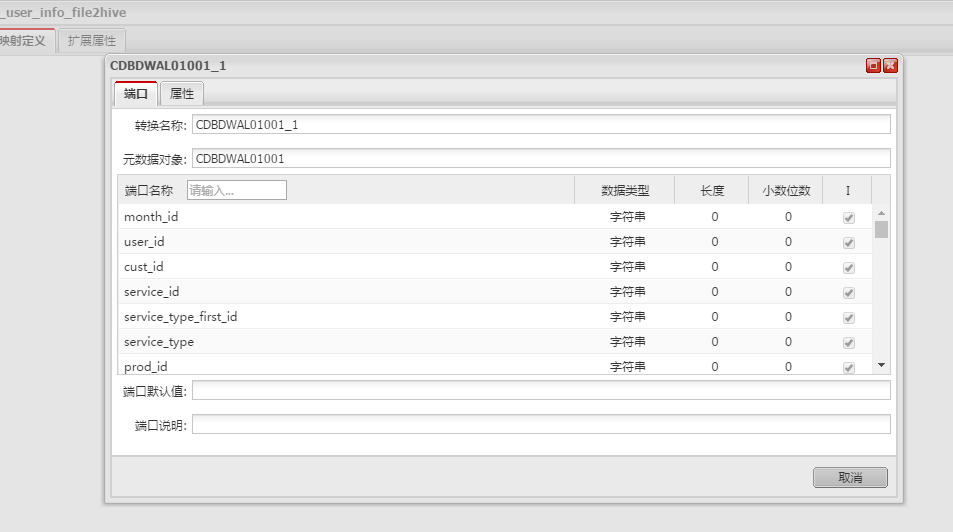 _user_info_file2hive
映射定义 扩展属性
CDBDWAL01001_1
端口 属性
转换名称: CDBDWAL01001_1
元数据对象: CDBDWAL01001
端口名称 请输入... 数据类型 长度 小数位数 I
month_id 字符串 0 0
user_id 字符串 0 0
cust_id 字符串 0 0
service_id 字符串 0 0
service_type_first_id 字符串 0 0
service_type 字符串 0 0
prod_id 字符串 0 0
端口默认值:
端口说明:
取消